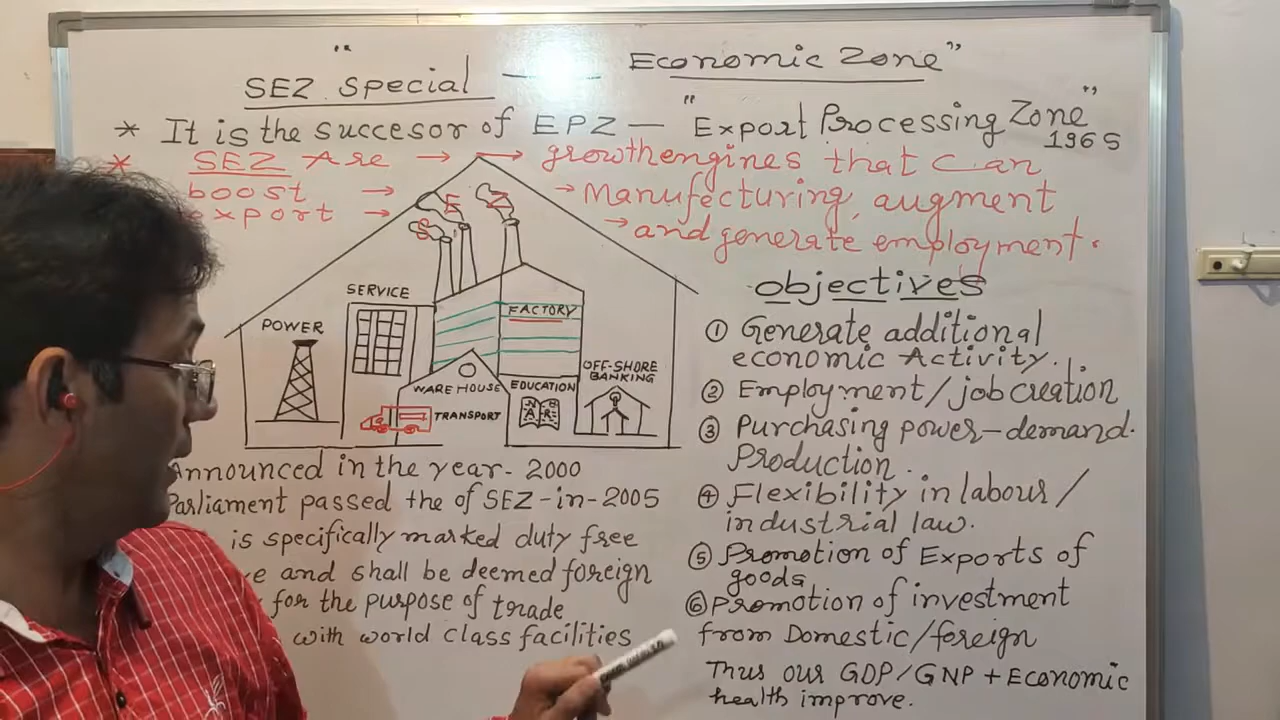 "SEZ Special — Economic Zone"
* It is the succesor of EPZ — "Export Processing Zone"
1965
* SEZ Are → → growthengines that can
boost → → Manufecturing, augment
export → → and generate employment.
S E Z
SERVICE
POWER
FACTORY
WARE HOUSE
EDUCATION
OFF-SHORE
BANKING
TRANSPORT
Announced in the year - 2000
Parliament passed the of SEZ-in-2005
is specifically marked duty free
and shall be deemed foreign
for the purpose of trade
with world class facilities
objectives
① Generate additional
economic Activity.
② Employment/job creation
③ Purchasing power-demand.
Production.
④ Flexibility in labour/
industrial law.
⑤ Promotion of Exports of
goods
⑥ Promotion of investment
from Domestic/foreign
Thus our GDP/GNP + Economic
health improve.